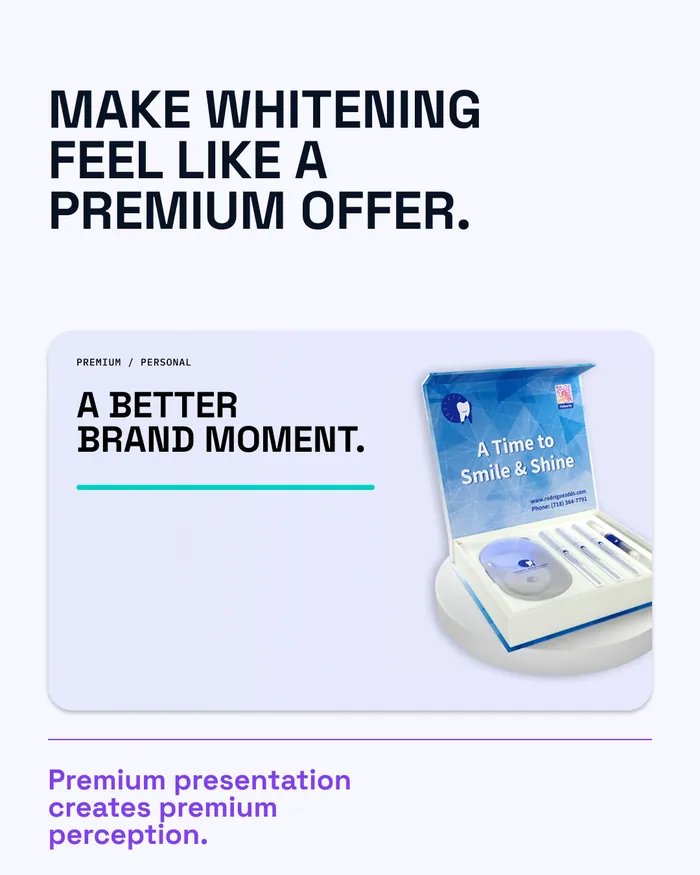 MAKE WHITENING
FEEL LIKE A
PREMIUM OFFER.
PREMIUM / PERSONAL
A BETTER
BRAND MOMENT.
A Time to
Smile & Shine
www.rodriguezdds.com
Phone: (718) 364-7791
Premium presentation
creates premium
perception.